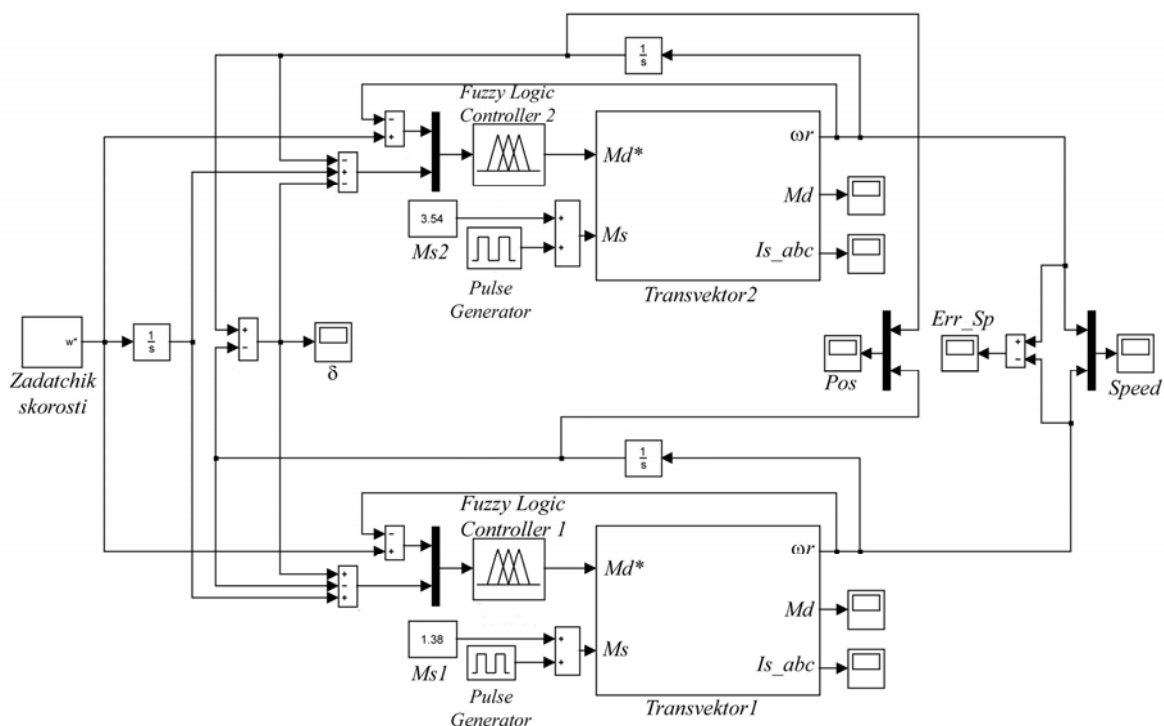 1
s
Fuzzy Logic
Controller 2
−
+
−
+
−
Md*
ωr
3.54
Ms2
+
+
Ms
Md
Is_abc
Pulse
Generator
Transvektor2
w*
Zadatchik
skorosti
1
s
+
−
δ
Pos
Err_Sp
+
−
Speed
1
s
Fuzzy Logic
Controller 1
−
+
+
−
+
Md*
ωr
1.38
Ms1
+
+
Ms
Md
Is_abc
Pulse
Generator
Transvektor1